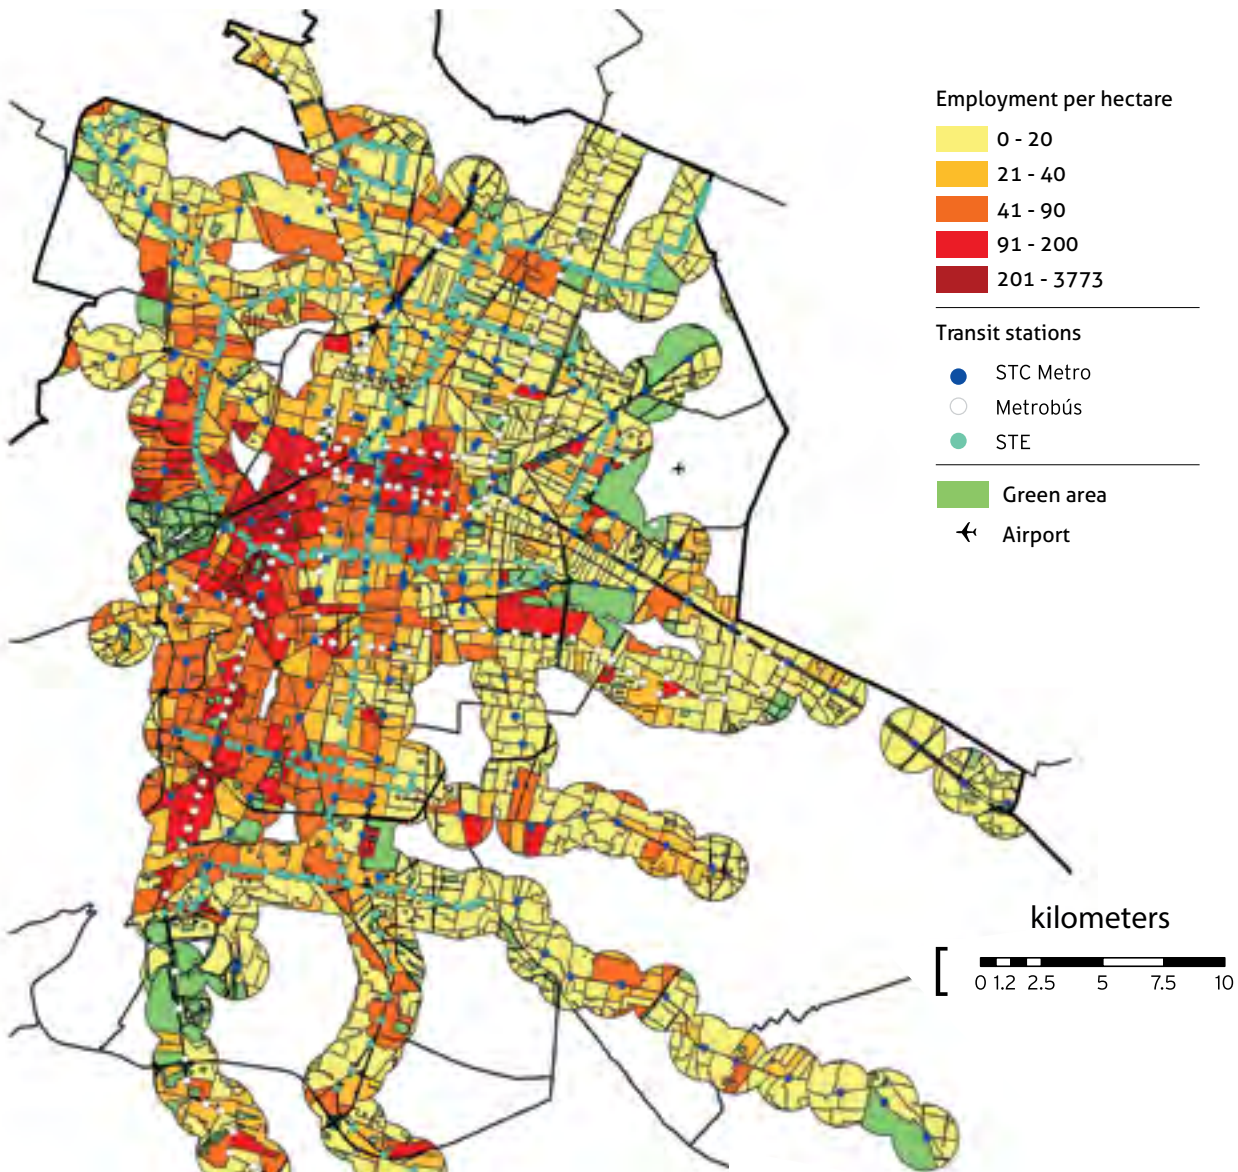 Employment per hectare
0 - 20
21 - 40
41 - 90
91 - 200
201 - 3773
Transit stations
STC Metro
Metrobús
STE
Green area
Airport
kilometers
0 1.2 2.5 5 7.5 10